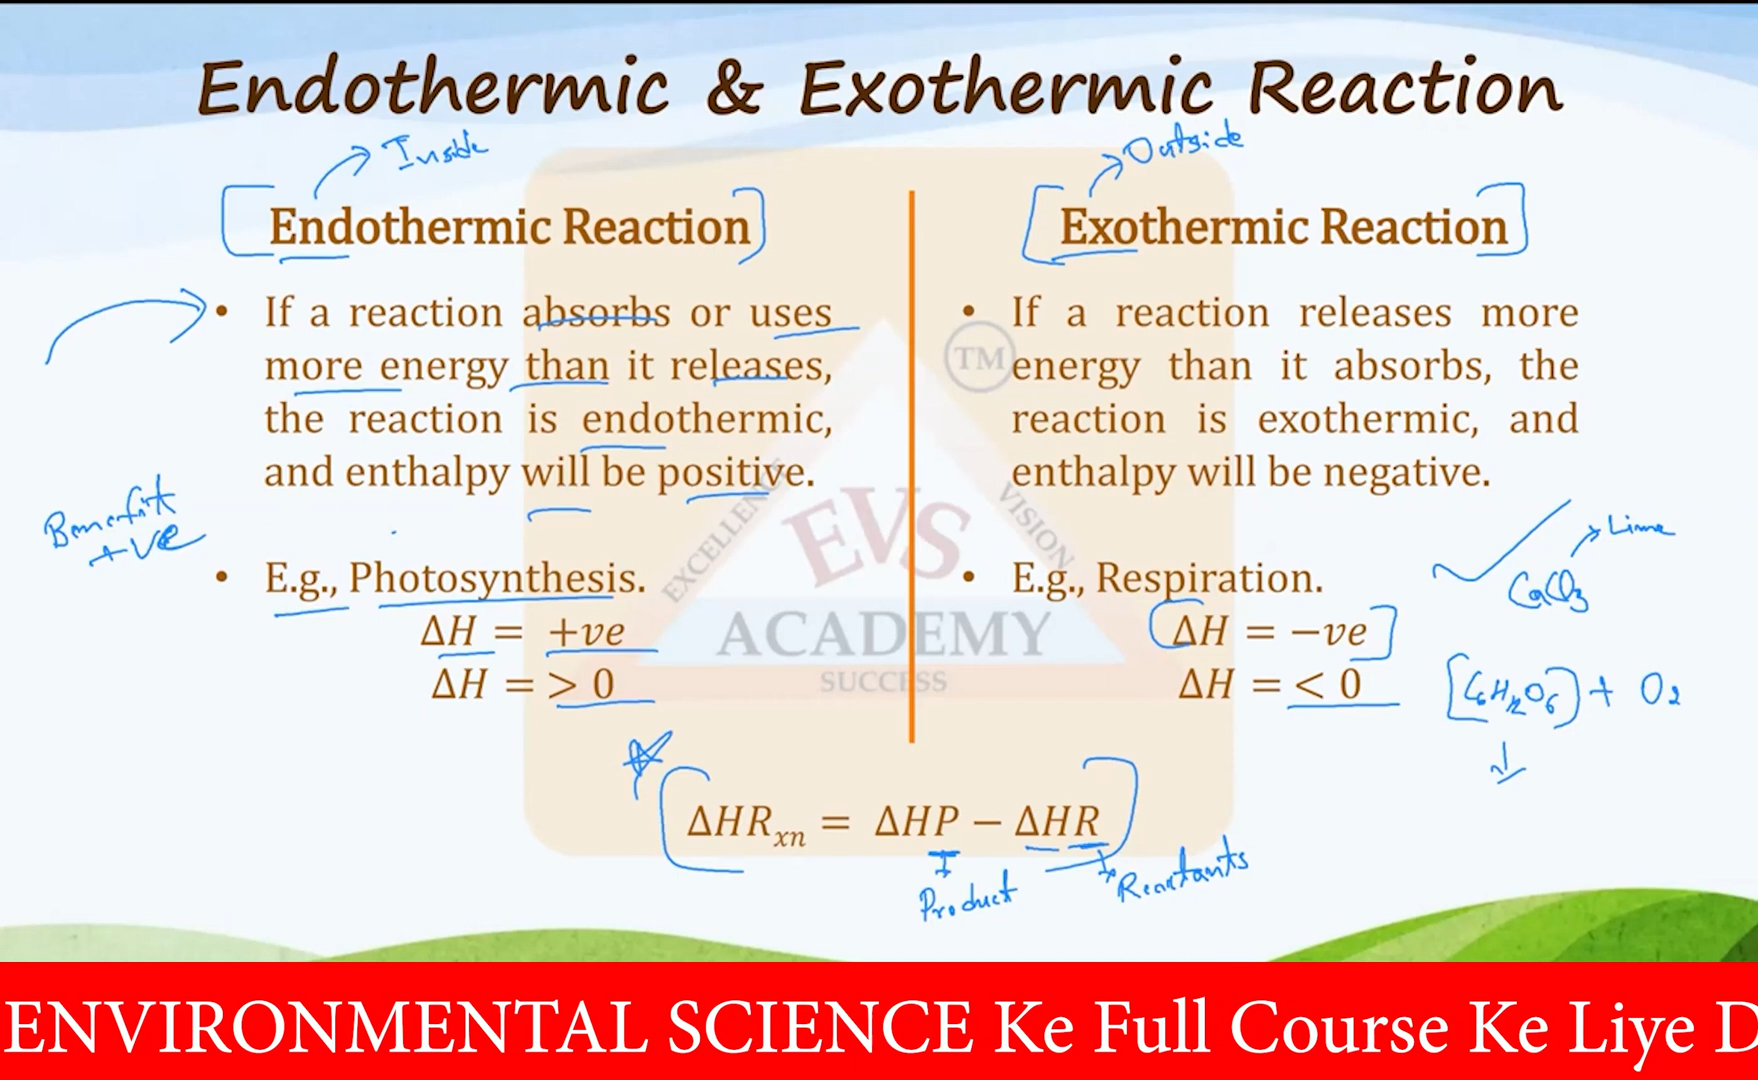 Endothermic & Exothermic Reaction
Inside
Outside
Endothermic Reaction
Exothermic Reaction
• If a reaction absorbs or uses
more energy than it releases,
the reaction is endothermic,
and enthalpy will be positive.
Benefit
+ve
• E.g., Photosynthesis.
ΔH = +ve
ΔH = > 0
TM
• If a reaction releases more
energy than it absorbs, the
reaction is exothermic, and
enthalpy will be negative.
• E.g., Respiration.
ΔH = −ve
ΔH = < 0
Lime
CaCO3
C6H12O6 + O2
EXCELLENCE
VISION
EVS
ACADEMY
SUCCESS
ΔHRxn = ΔHP − ΔHR
Product
Reactants
ENVIRONMENTAL SCIENCE Ke Full Course Ke Liye D